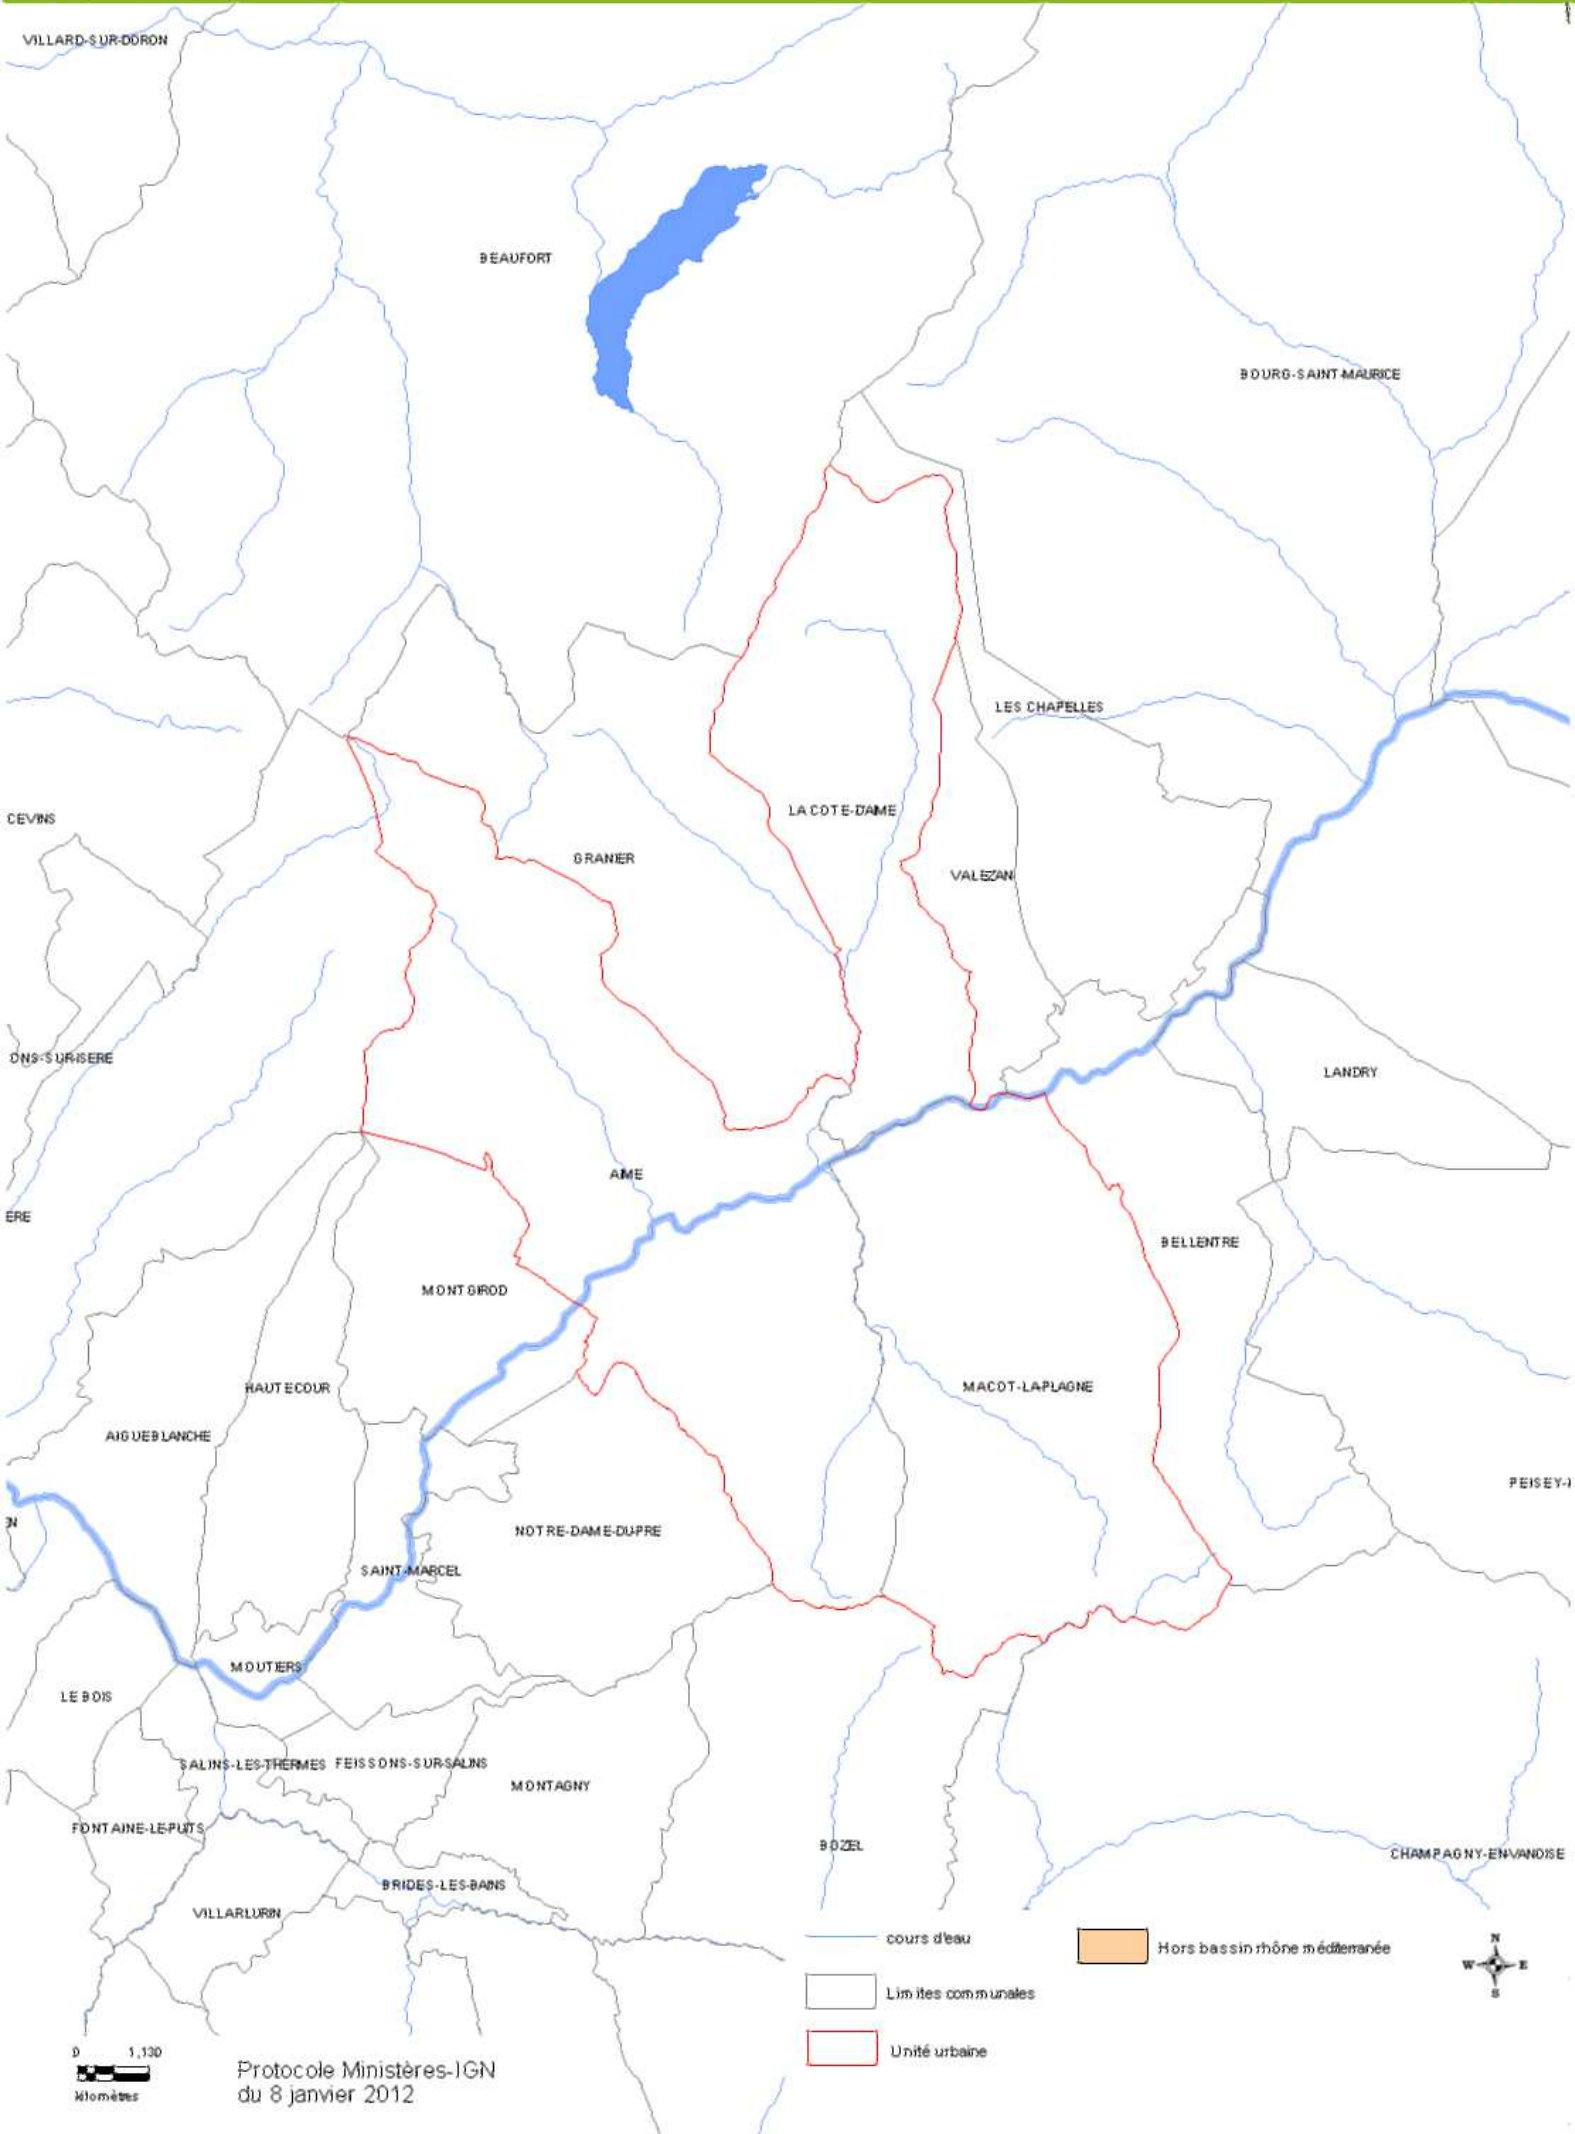 VILLARD-SUR-DORON
BEAUFORT
BOURG-SAINT-MAURICE
LES CHAPELLES
LA COTE-D'AIME
CEVINS
GRANIER
VALEZAN
ONS-SUR-ISERE
LANDRY
AIME
ERE
BELLENTRE
MONTGIROD
HAUTECOUR
MACOT-LA-PLAGNE
AIGUEBLANCHE
PEISEY-
NOTRE-DAME-DU-PRE
SAINT-MARCEL
MOUTIERS
LE BOIS
SALINS-LES-THERMES
FEISSONS-SUR-SALINS
MONTAGNY
FONTAINE-LE-PUITS
BOZEL
CHAMPAGNY-EN-VANOISE
BRIDES-LES-BAINS
VILLARLURIN
cours d'eau
Hors bassin rhône méditerranée
N
W E
S
Limites communales
Unité urbaine
0 1,130
kilomètres
Protocole Ministères-IGN
du 8 janvier 2012